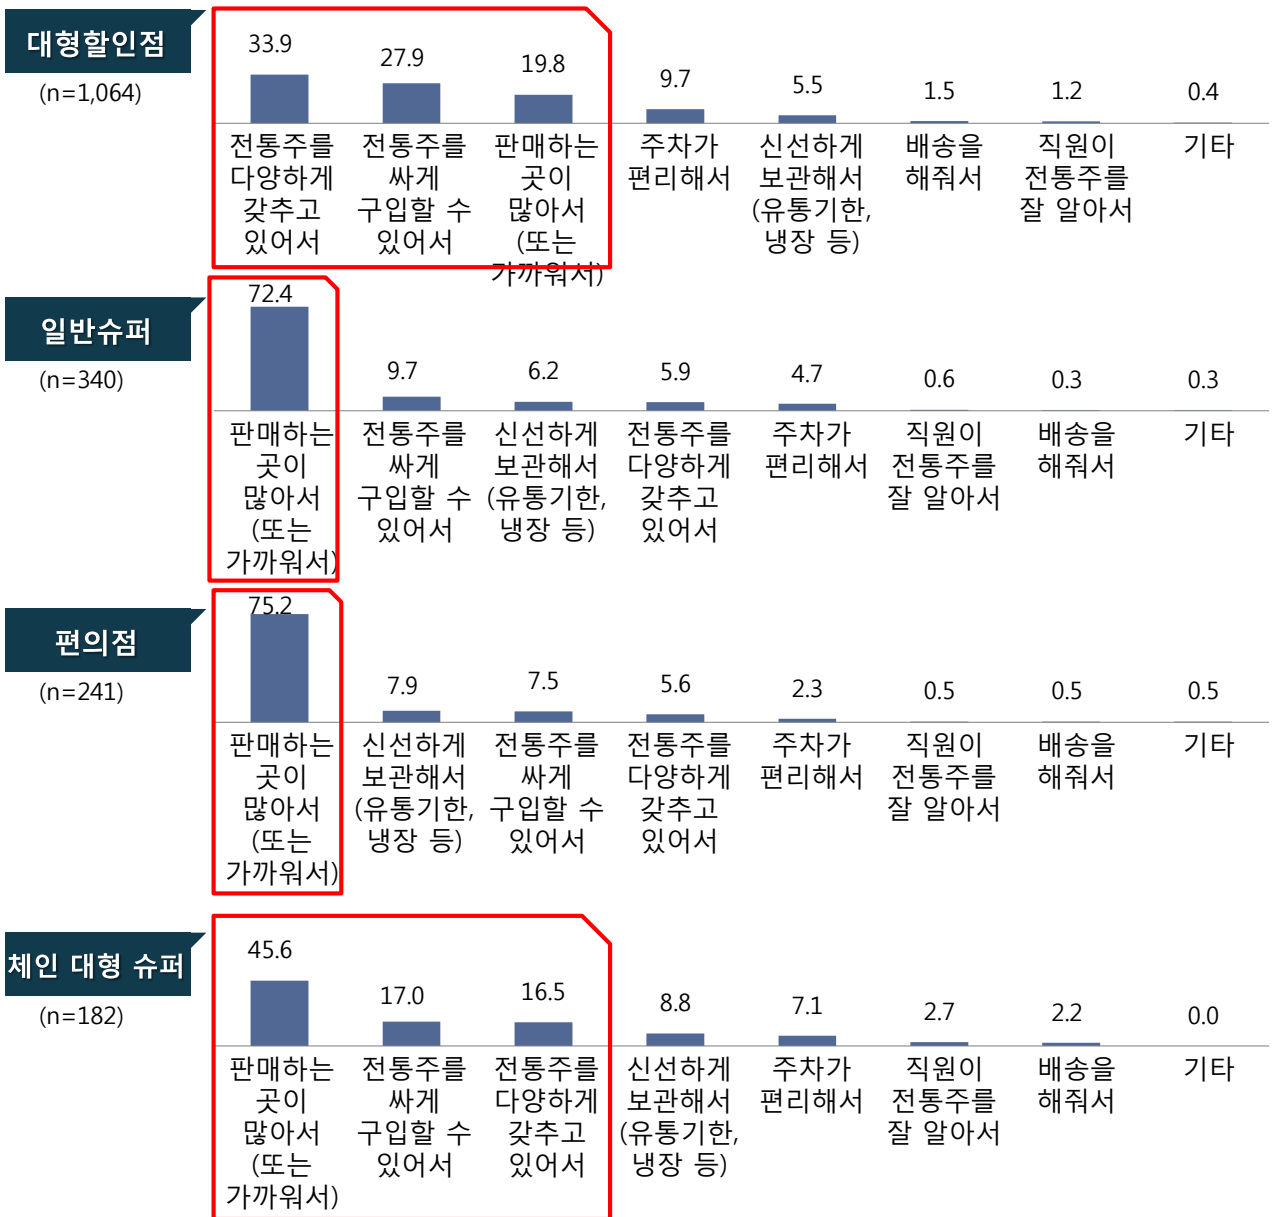 대형할인점
(n=1,064)
33.9
27.9
19.8
9.7
5.5
1.5
1.2
0.4
전통주를
다양하게
갖추고
있어서
전통주를
싸게
구입할 수
있어서
판매하는
곳이
많아서
(또는
가까워서)
주차가
편리해서
신선하게
보관해서
(유통기한,
냉장 등)
배송을
해줘서
직원이
전통주를
잘 알아서
기타
일반슈퍼
(n=340)
72.4
9.7
6.2
5.9
4.7
0.6
0.3
0.3
판매하는
곳이
많아서
(또는
가까워서)
전통주를
싸게
구입할 수
있어서
신선하게
보관해서
(유통기한,
냉장 등)
전통주를
다양하게
갖추고
있어서
주차가
편리해서
직원이
전통주를
잘 알아서
배송을
해줘서
기타
편의점
(n=241)
75.2
7.9
7.5
5.6
2.3
0.5
0.5
0.5
판매하는
곳이
많아서
(또는
가까워서)
신선하게
보관해서
(유통기한,
냉장 등)
전통주를
싸게
구입할 수
있어서
전통주를
다양하게
갖추고
있어서
주차가
편리해서
직원이
전통주를
잘 알아서
배송을
해줘서
기타
체인 대형 슈퍼
(n=182)
45.6
17.0
16.5
8.8
7.1
2.7
2.2
0.0
판매하는
곳이
많아서
(또는
가까워서)
전통주를
싸게
구입할 수
있어서
전통주를
다양하게
갖추고
있어서
신선하게
보관해서
(유통기한,
냉장 등)
주차가
편리해서
직원이
전통주를
잘 알아서
배송을
해줘서
기타